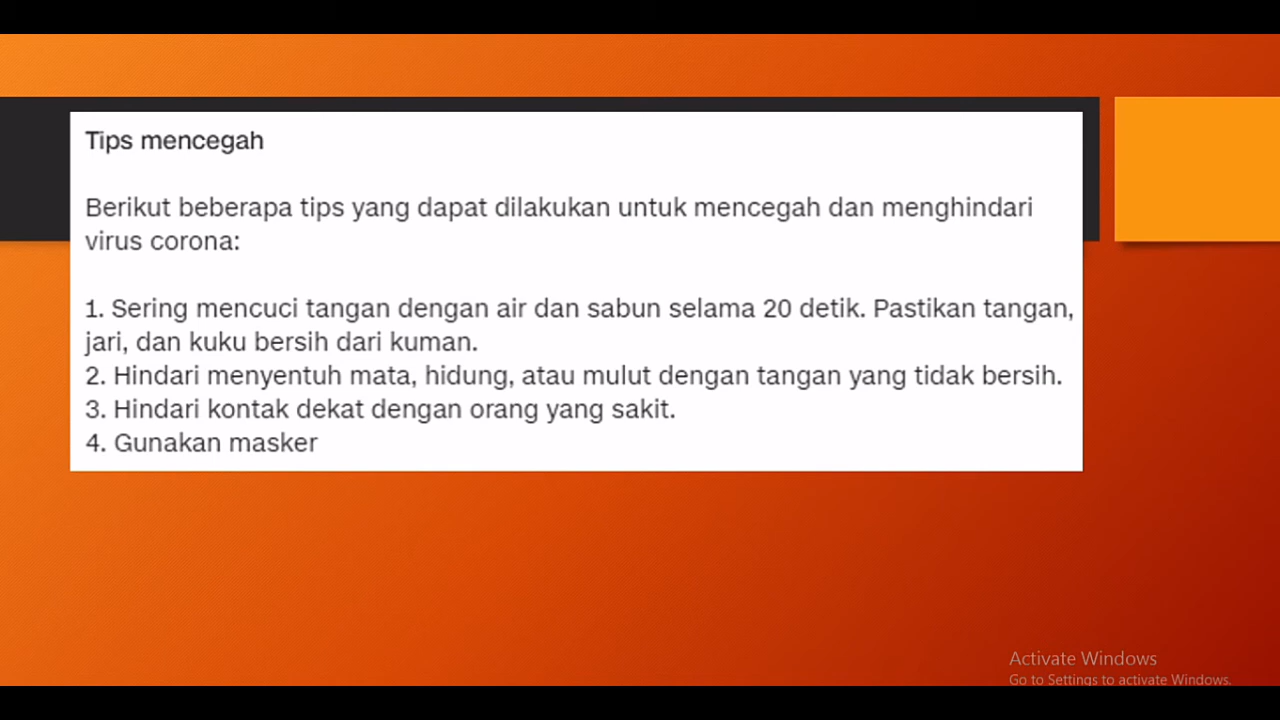 Tips mencegah
Berikut beberapa tips yang dapat dilakukan untuk mencegah dan menghindari
virus corona:
1. Sering mencuci tangan dengan air dan sabun selama 20 detik. Pastikan tangan,
jari, dan kuku bersih dari kuman.
2. Hindari menyentuh mata, hidung, atau mulut dengan tangan yang tidak bersih.
3. Hindari kontak dekat dengan orang yang sakit.
4. Gunakan masker
Activate Windows
Go to Settings to activate Windows.